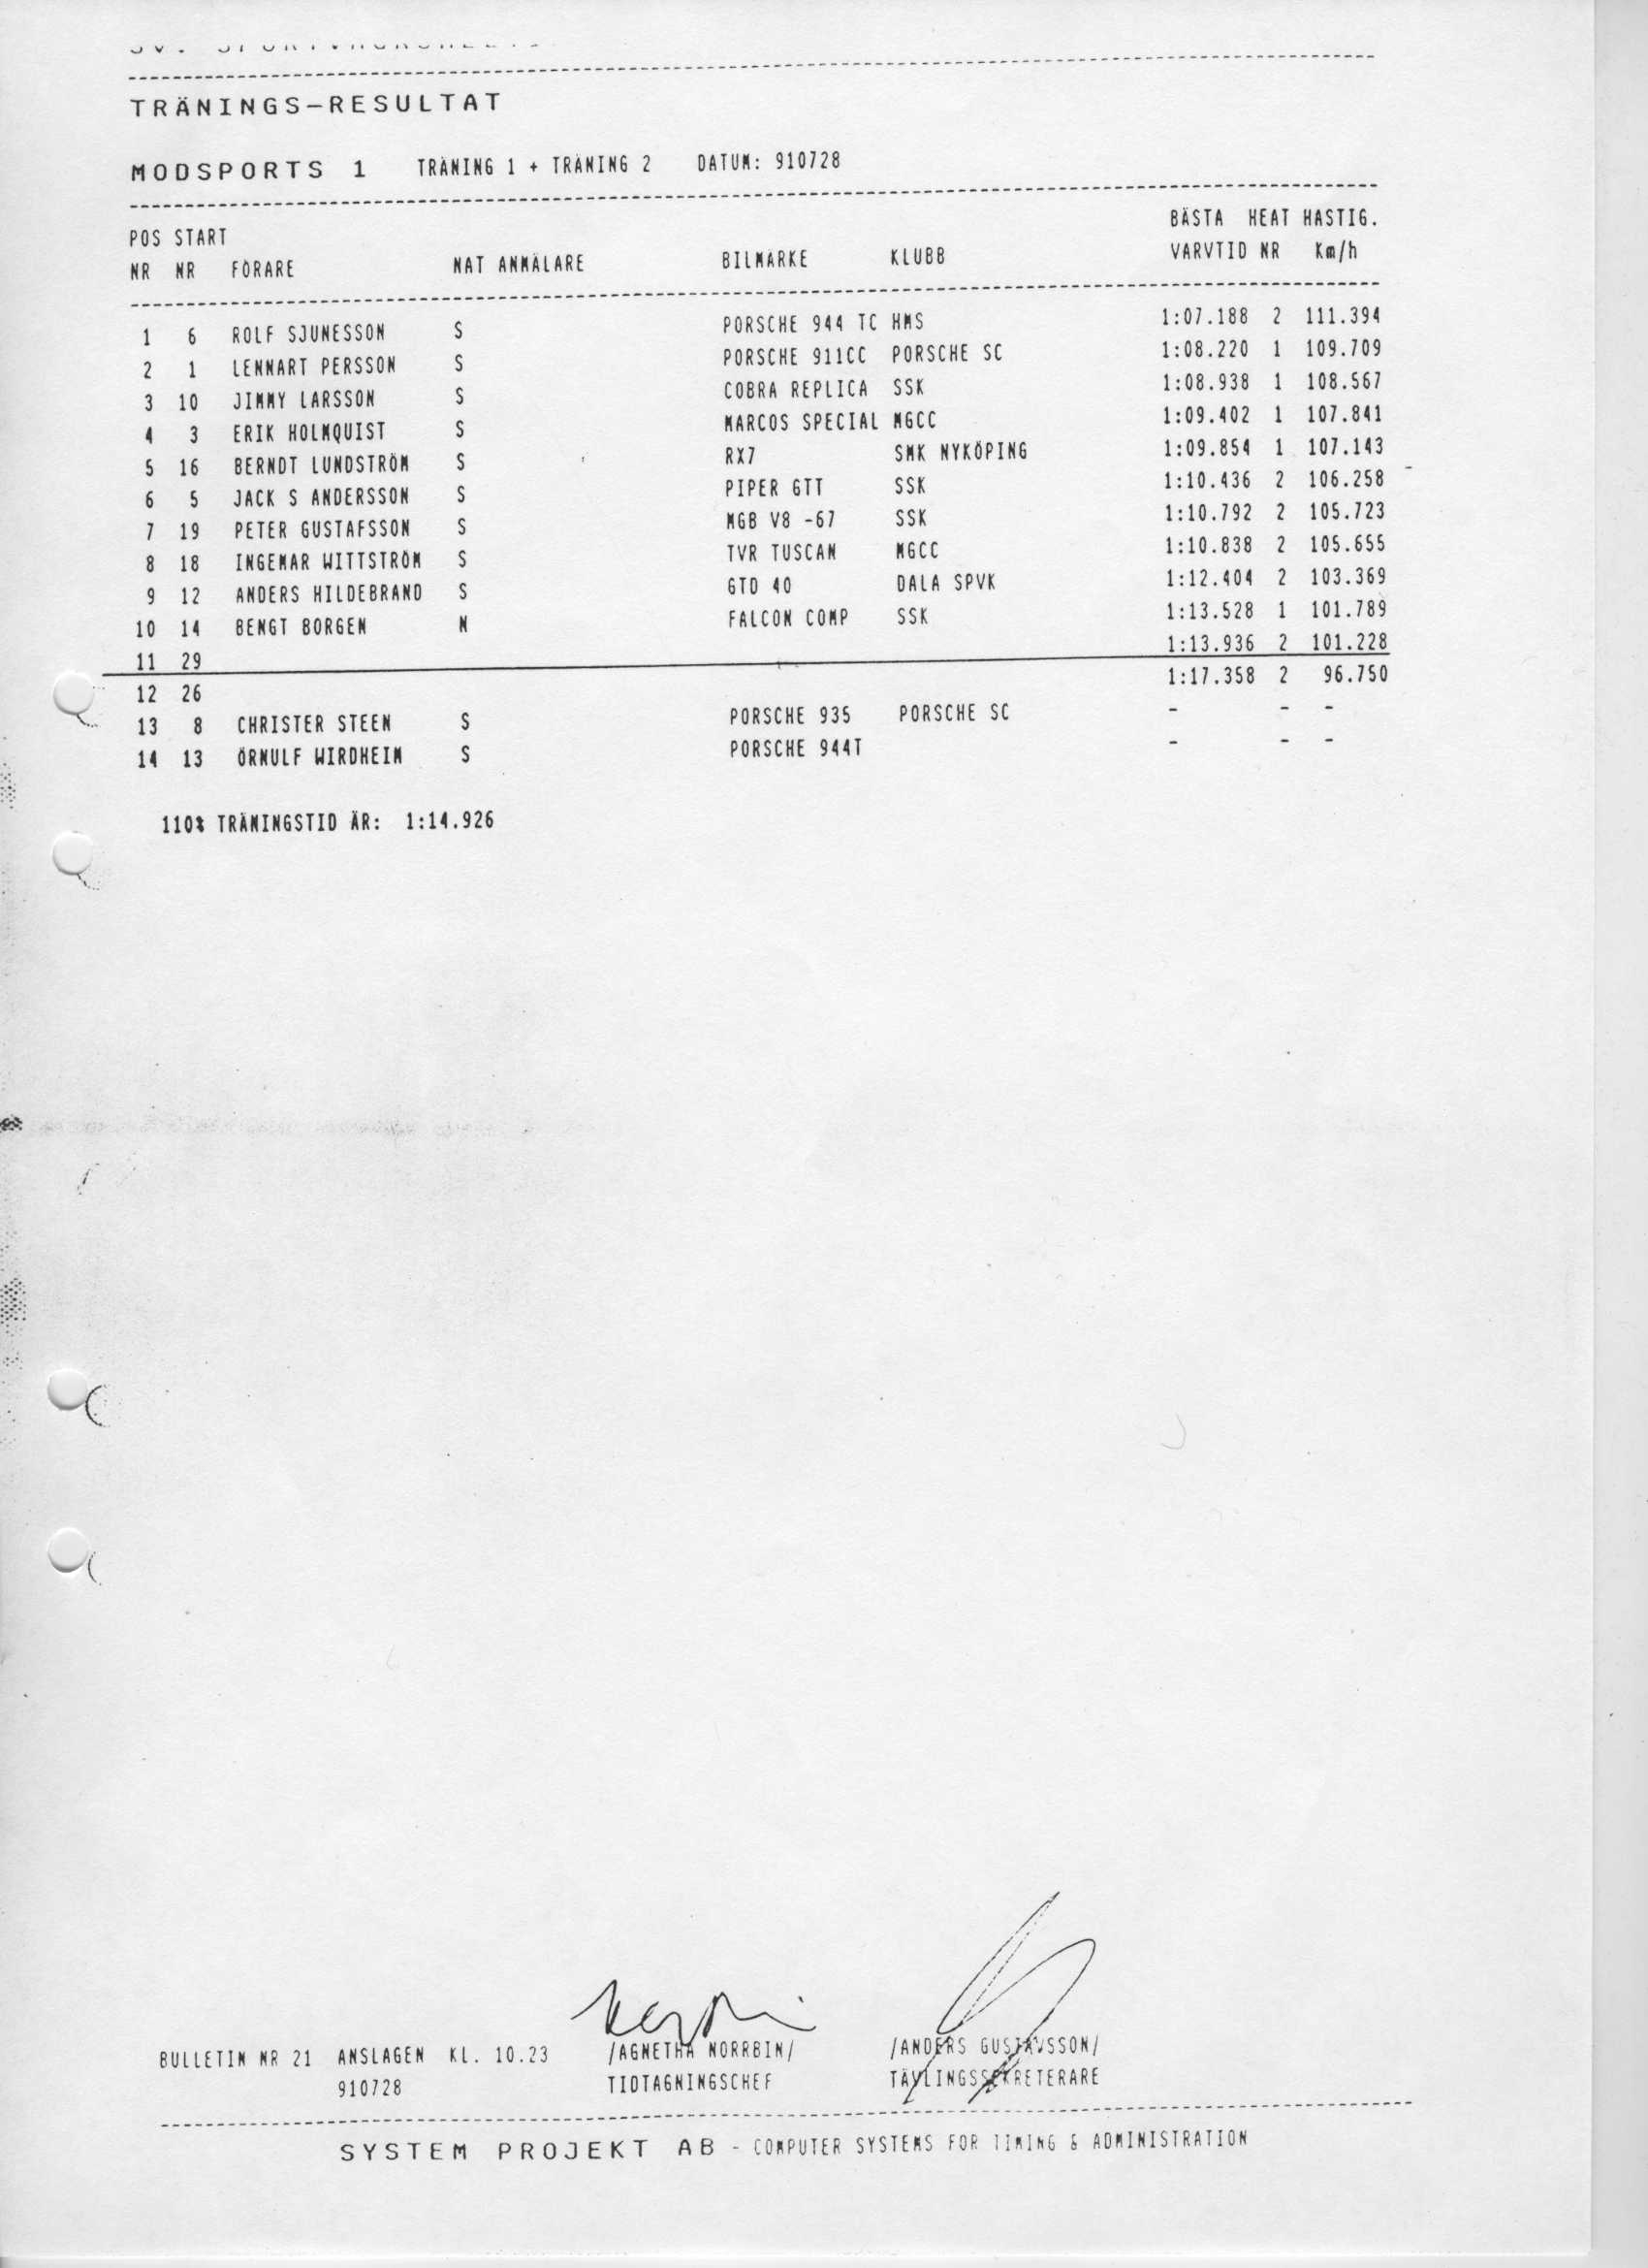 TRÄNINGS-RESULTAT
MODSPORTS 1 TRÄNING 1 + TRÄNING 2 DATUM: 910728
POS START BÄSTA HEAT HASTIG.
NR NR FÖRARE NAT ANMÄLARE BILMÄRKE KLUBB VARVTID NR Km/h
1 6 ROLF SJUNESSON S PORSCHE 944 TC HMS 1:07.188 2 111.394
2 1 LENNART PERSSON S PORSCHE 911CC PORSCHE SC 1:08.220 1 109.709
3 10 JIMMY LARSSON S COBRA REPLICA SSK 1:08.938 1 108.567
4 3 ERIK HOLMQUIST S MARCOS SPECIAL MGCC 1:09.402 1 107.841
5 16 BERNDT LUNDSTRÖM S RX7 SMK NYKÖPING 1:09.854 1 107.143
6 5 JACK S ANDERSSON S PIPER GTT SSK 1:10.436 2 106.258
7 19 PETER GUSTAFSSON S MGB V8 -67 SSK 1:10.792 2 105.723
8 18 INGEMAR WITTSTRÖM S TVR TUSCAN MGCC 1:10.838 2 105.655
9 12 ANDERS HILDEBRAND S GTD 40 DALA SPVK 1:12.404 2 103.369
10 14 BENGT BORGEN N FALCON COMP SSK 1:13.528 1 101.789
11 29 1:13.936 2 101.228
12 26 1:17.358 2 96.750
13 8 CHRISTER STEEN S PORSCHE 935 PORSCHE SC - - -
14 13 ÖRNULF WIRDHEIM S PORSCHE 944T - - -
110% TRÄNINGSTID ÄR: 1:14.926
BULLETIN NR 21 ANSLAGEN KL. 10.23 /AGNETHA NORRBIN/ /ANDERS GUSTAVSSON/
910728 TIDTAGNINGSCHEF TÄVLINGSSEKRETERARE
SYSTEM PROJEKT AB - COMPUTER SYSTEMS FOR TIMING & ADMINISTRATION